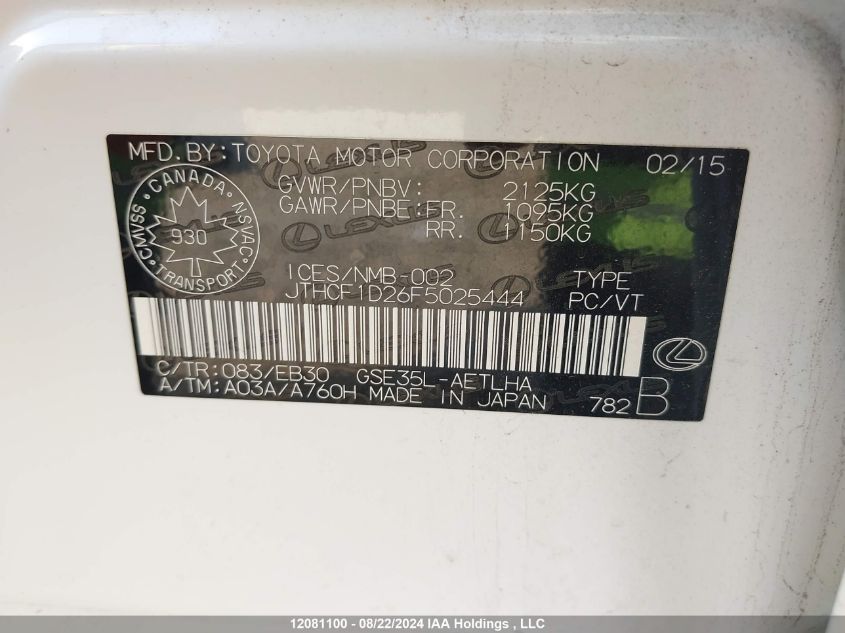 MFD.BY:TOYOTA MOTOR CORPORATION 02/15
GVWR/PNBV: 2125KG
GAWR/PNBE:FR. 1095KG
RR. 1150KG
CANADA
CMVSS 930 NSVAC
TRANSPORT
LEXUS
ICES/NMB-002 TYPE
JTHCF1D26F5025444 PC/VT
C/TR:083/EB30 GSE35L-AETLHA
A/TM:A03A/A760H MADE IN JAPAN 782 B
12081100 - 08/22/2024 IAA Holdings , LLC